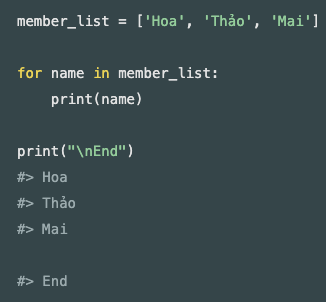 member_list = ['Hoa', 'Thảo', 'Mai']
for name in member_list:
    print(name)
print("\nEnd")
#> Hoa
#> Thảo
#> Mai
#> End